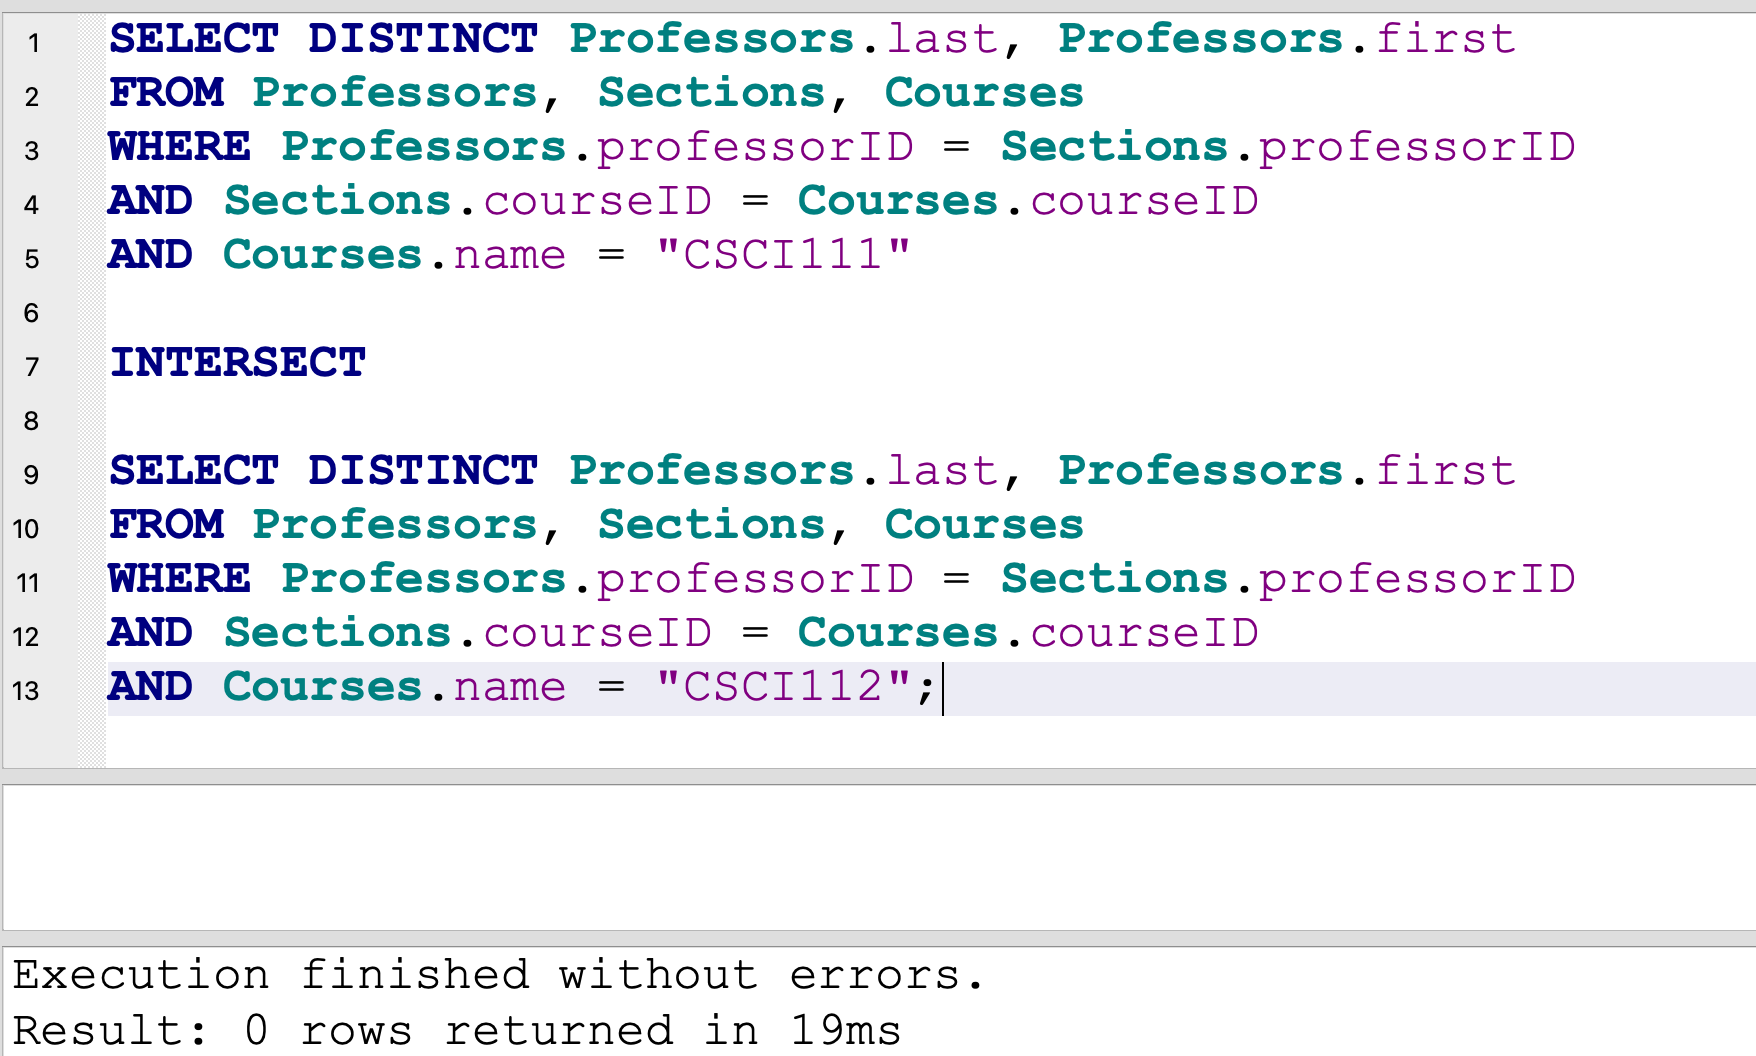 1 SELECT DISTINCT Professors.last, Professors.first
2 FROM Professors, Sections, Courses
3 WHERE Professors.professorID = Sections.professorID
4 AND Sections.courseID = Courses.courseID
5 AND Courses.name = "CSCI111"
6
7 INTERSECT
8
9 SELECT DISTINCT Professors.last, Professors.first
10 FROM Professors, Sections, Courses
11 WHERE Professors.professorID = Sections.professorID
12 AND Sections.courseID = Courses.courseID
13 AND Courses.name = "CSCI112";
Execution finished without errors.
Result: 0 rows returned in 19ms